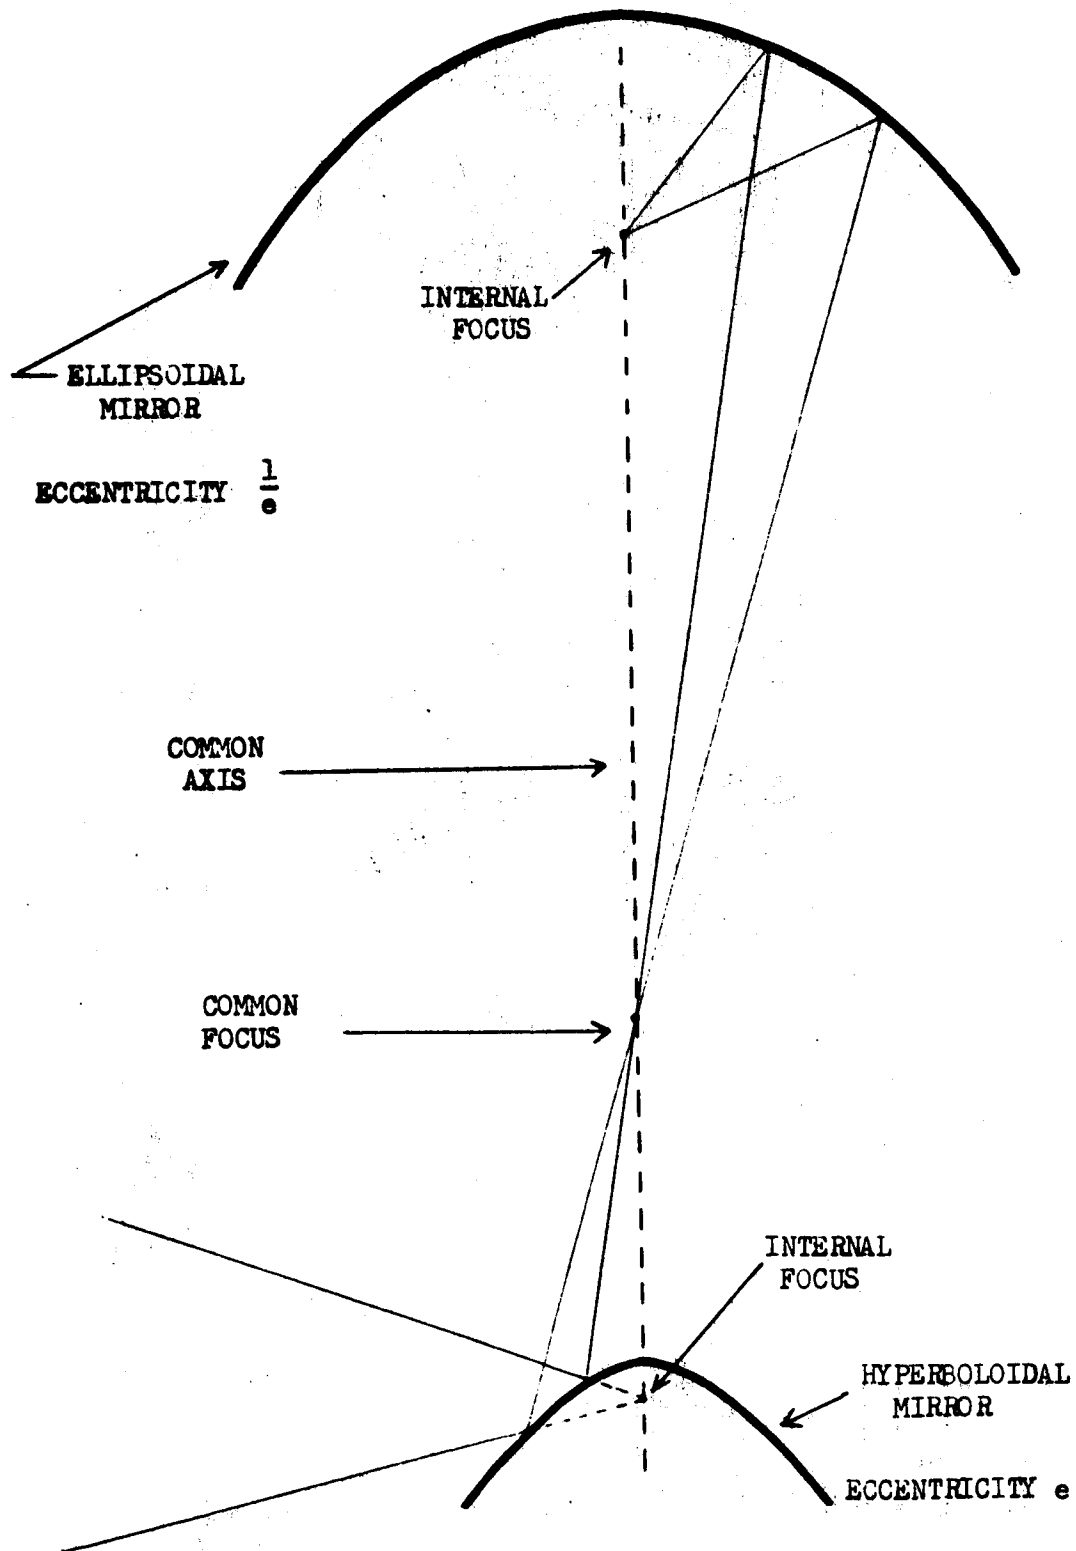 INTERNAL
FOCUS
ELLIPSOIDAL
MIRROR
ECCENTRICITY 1/e
COMMON
AXIS
COMMON
FOCUS
INTERNAL
FOCUS
HYPERBOLOIDAL
MIRROR
ECCENTRICITY e